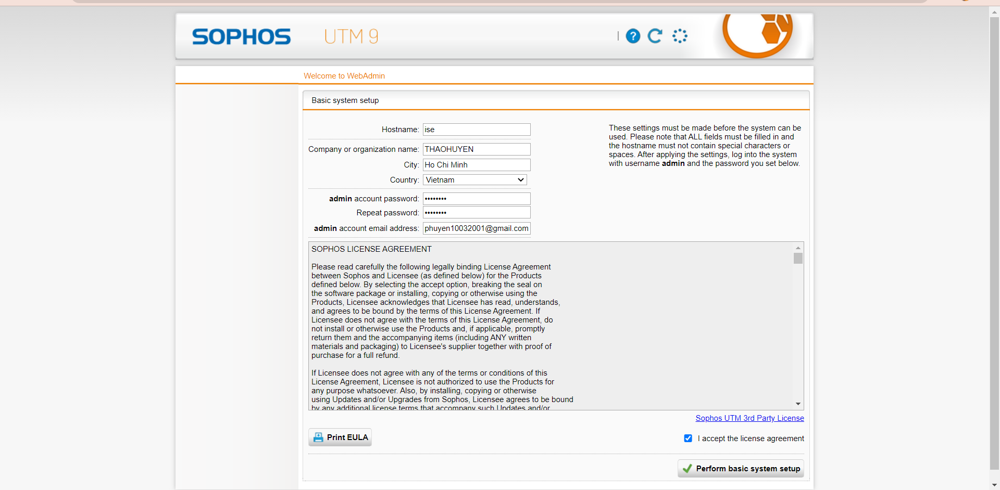 SOPHOS UTM 9
Welcome to WebAdmin
Basic system setup
Hostname: ise
Company or organization name: THAOHUYEN
City: Ho Chi Minh
Country: Vietnam
admin account password: ••••••••
Repeat password: ••••••••
admin account email address: phuyen10032001@gmail.com
These settings must be made before the system can be
used. Please note that ALL fields must be filled in and
the hostname must not contain special characters or
spaces. After applying the settings, log into the system
with username admin and the password you set below.
SOPHOS LICENSE AGREEMENT
Please read carefully the following legally binding License Agreement
between Sophos and Licensee (as defined below) for the Products
defined below. By selecting the accept option, breaking the seal on
the software package or installing, copying or otherwise using the
Products, Licensee acknowledges that Licensee has read, understands,
and agrees to be bound by the terms of this License Agreement. If
Licensee does not agree with the terms of this License Agreement, do
not install or otherwise use the Products and, if applicable, promptly
return them and the accompanying items (including ANY written
materials and packaging) to Licensee's supplier together with proof of
purchase for a full refund.
If Licensee does not agree with any of the terms or conditions of this
License Agreement, Licensee is not authorized to use the Products for
any purpose whatsoever. Also, by installing, copying or otherwise
using Updates and/or Upgrades from Sophos, Licensee agrees to be bound
by any additional license terms that accompany such Updates and/or
Sophos UTM 3rd Party License
Print EULA
I accept the license agreement
Perform basic system setup